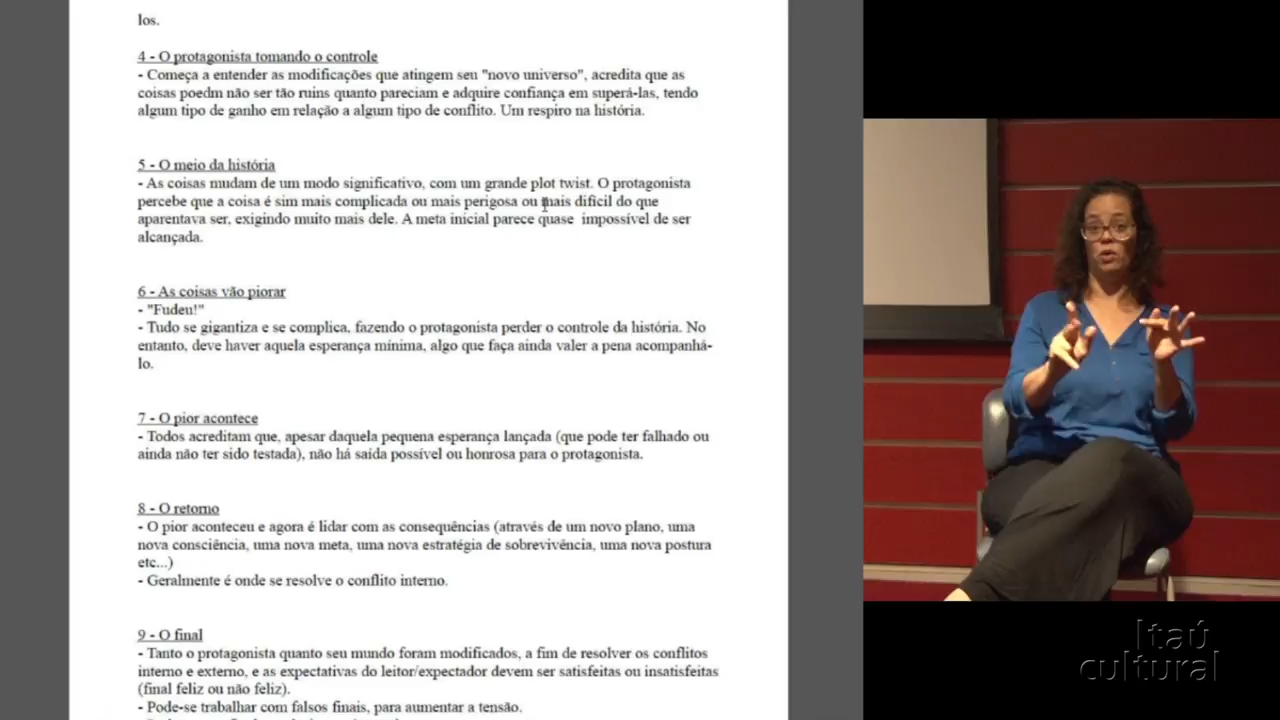 los.
4 - O protagonista tomando o controle
- Começa a entender as modificações que atingem seu "novo universo", acredita que as
coisas poedm não ser tão ruins quanto pareciam e adquire confiança em superá-las, tendo
algum tipo de ganho em relação a algum tipo de conflito. Um respiro na história.
5 - O meio da história
- As coisas mudam de um modo significativo, com um grande plot twist. O protagonista
percebe que a coisa é sim mais complicada ou mais perigosa ou mais difícil do que
aparentava ser, exigindo muito mais dele. A meta inicial parece quase impossível de ser
alcançada.
6 - As coisas vão piorar
- "Fudeu!"
- Tudo se gigantiza e se complica, fazendo o protagonista perder o controle da história. No
entanto, deve haver aquela esperança mínima, algo que faça ainda valer a pena acompanhá-
lo.
7 - O pior acontece
- Todos acreditam que, apesar daquela pequena esperança lançada (que pode ter falhado ou
ainda não ter sido testada), não há saída possível ou honrosa para o protagonista.
8 - O retorno
- O pior aconteceu e agora é lidar com as consequências (através de um novo plano, uma
nova consciência, uma nova meta, uma nova estratégia de sobrevivência, uma nova postura
etc...)
- Geralmente é onde se resolve o conflito interno.
9 - O final
- Tanto o protagonista quanto seu mundo foram modificados, a fim de resolver os conflitos
interno e externo, e as expectativas do leitor/expectador devem ser satisfeitas ou insatisfeitas
(final feliz ou não feliz).
- Pode-se trabalhar com falsos finais, para aumentar a tensão.
Itaú
cultural